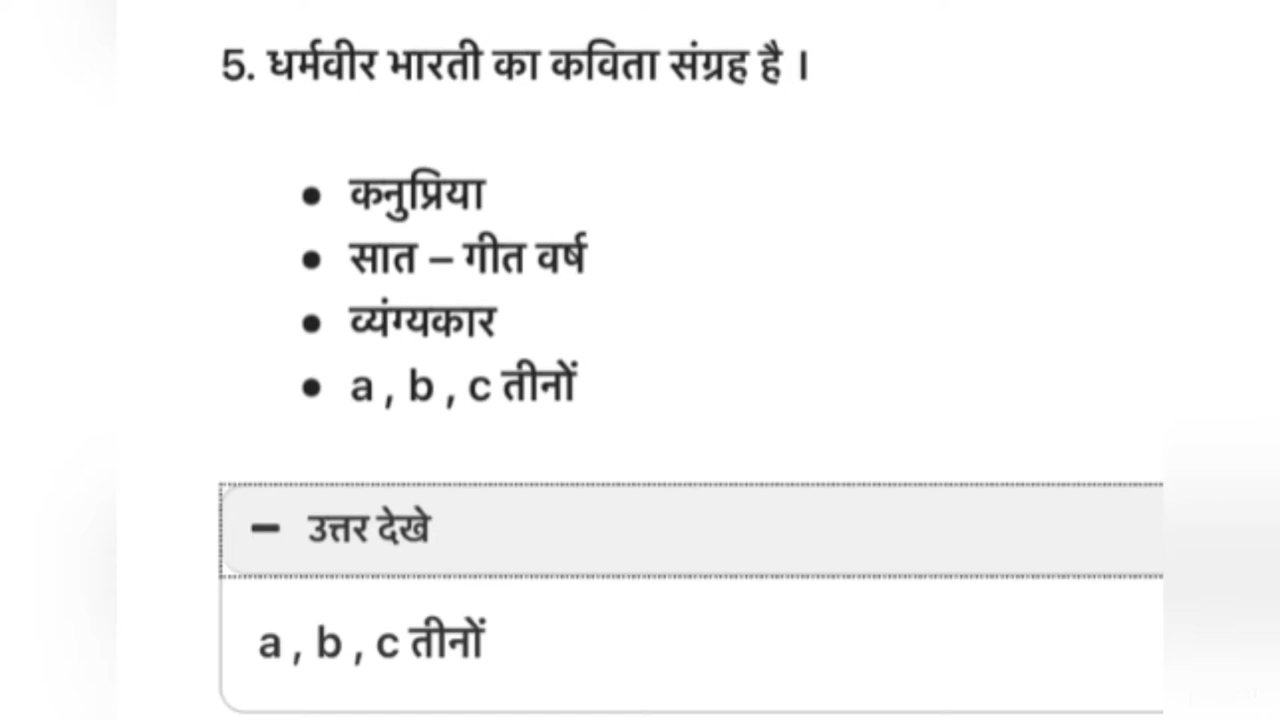 5. धर्मवीर भारती का कविता संग्रह है ।
• कनुप्रिया
• सात – गीत वर्ष
• व्यंग्यकार
• a , b , c तीनों
– उत्तर देखे
a , b , c तीनों